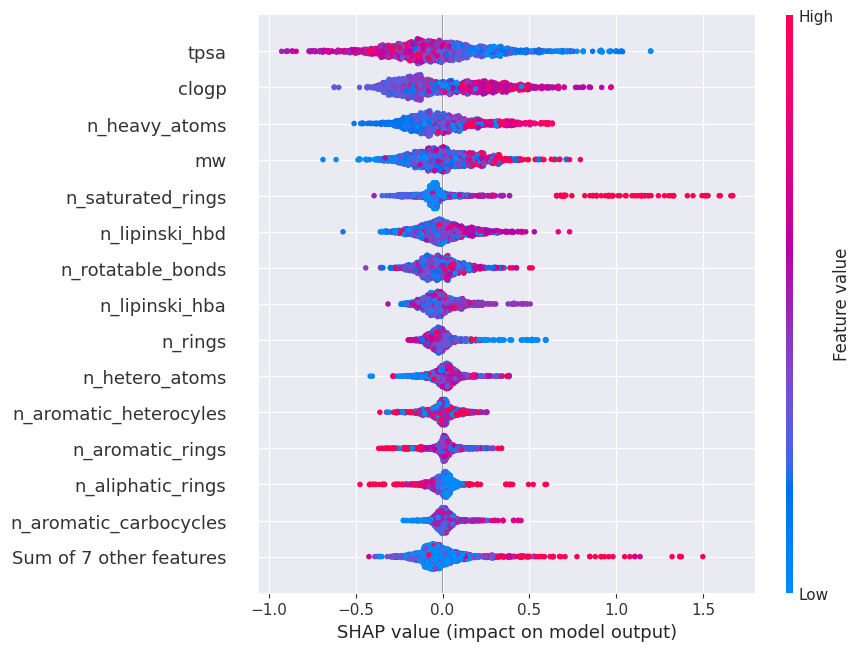 High
tpsa
clogp
n_heavy_atoms
mw
n_saturated_rings
n_lipinski_hbd
n_rotatable_bonds
n_lipinski_hba
n_rings
n_hetero_atoms
n_aromatic_heterocyles
n_aromatic_rings
n_aliphatic_rings
n_aromatic_carbocycles
Sum of 7 other features
Feature value
Low
−1.0 −0.5 0.0 0.5 1.0 1.5
SHAP value (impact on model output)